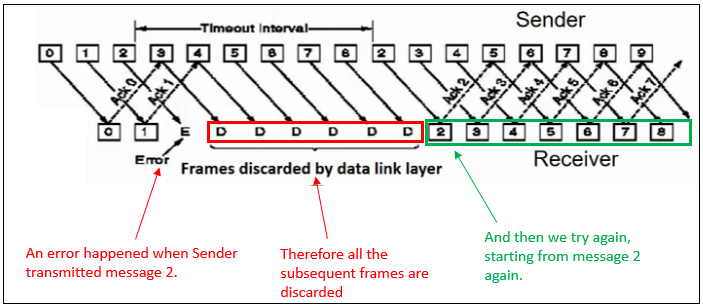 Sender
Timeout Interval
0 1 2 3 4 5 6 7 8 2 3 4 5 6 7 8 9
Ack 0 Ack 1 Ack 2 Ack 3 Ack 4 Ack 5 Ack 6 Ack 7
0 1 E D D D D D D 2 3 4 5 6 7 8
Error
Receiver
Frames discarded by data link layer
An error happened when Sender
transmitted message 2.
Therefore all the
subsequent frames are
discarded
And then we try again,
starting from message 2
again.